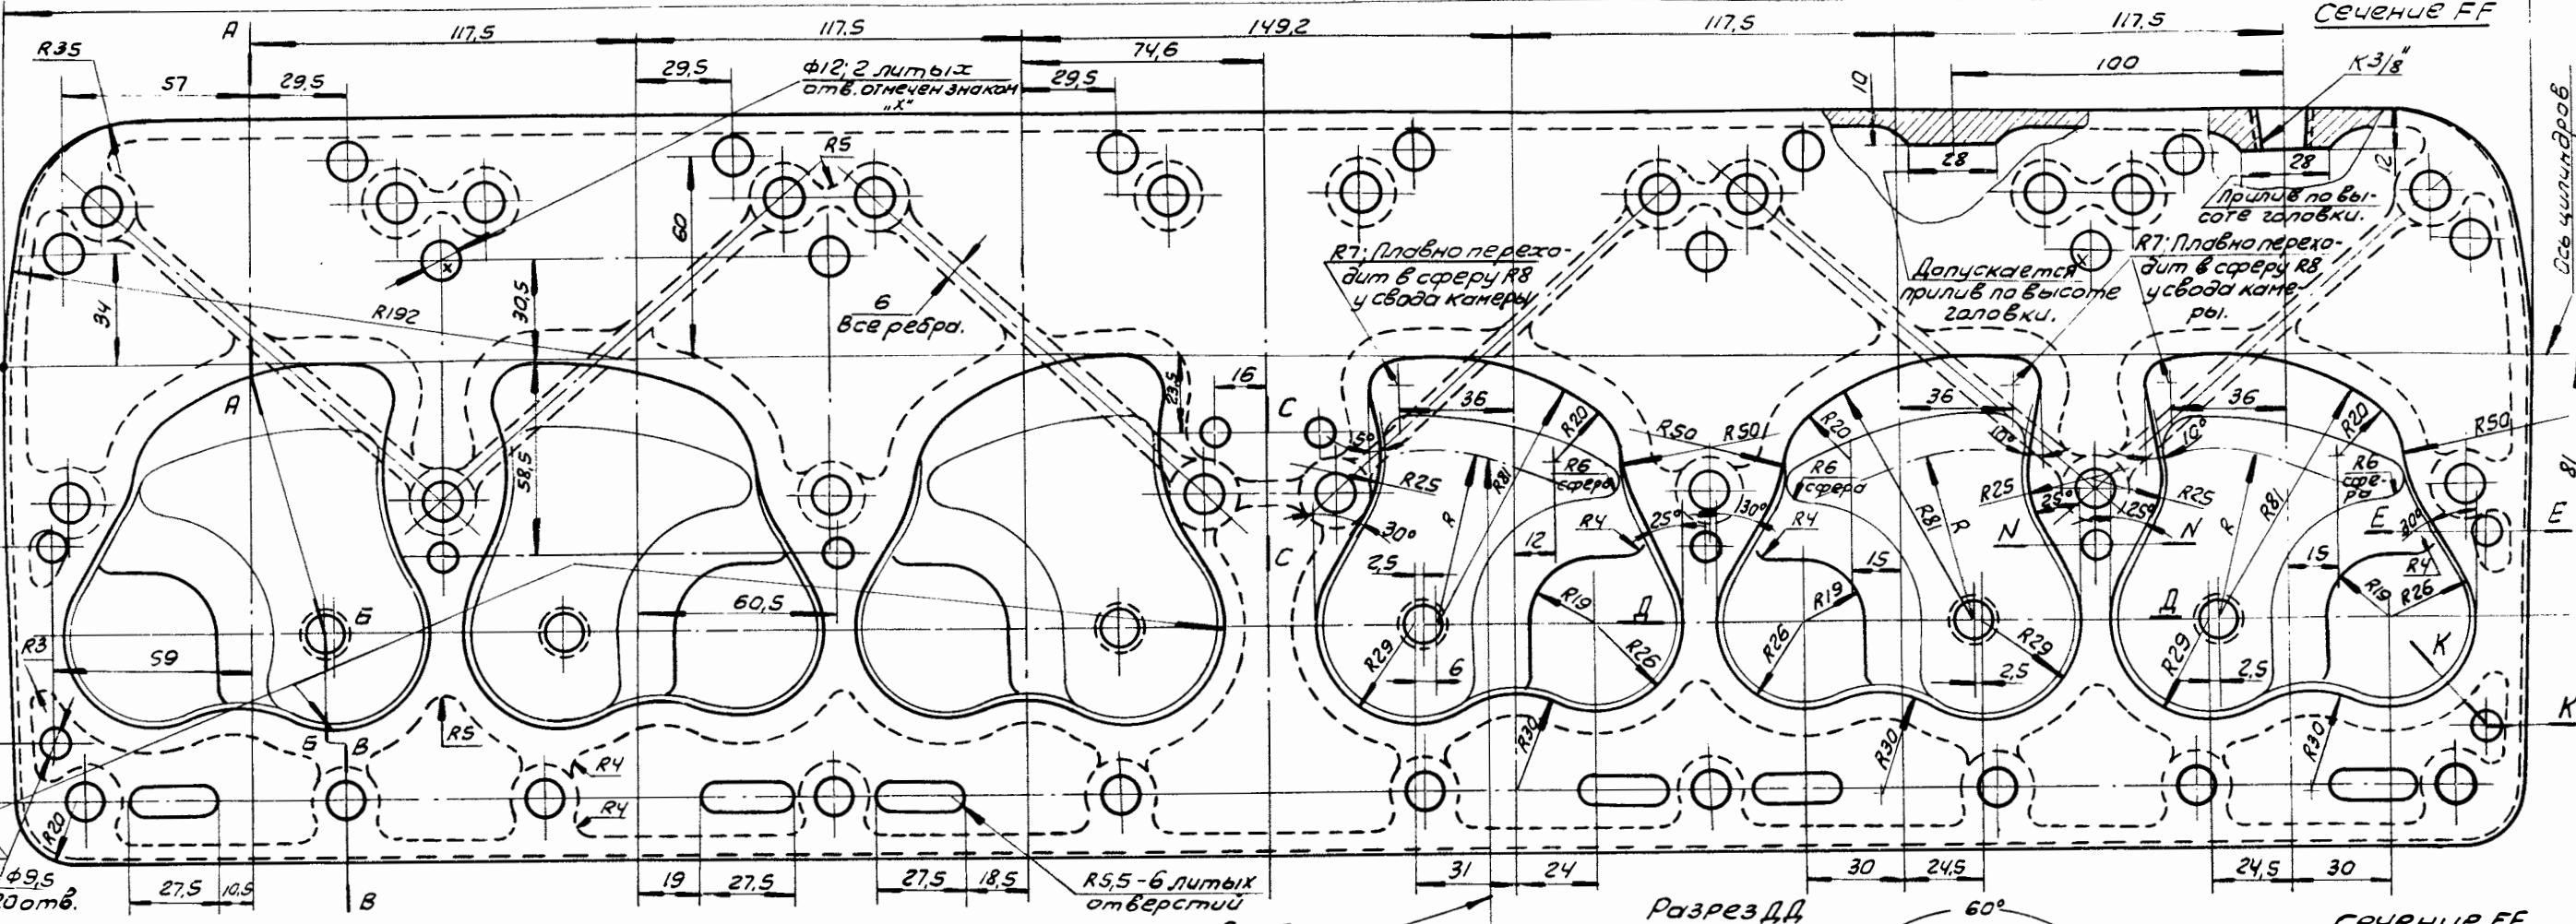 А
117,5
117,5
149,2
117,5
117,5
Сечение FF
R35
74,6
57
29,5
29,5
ф12; 2 литых
отв. отмечен знаком
„х"
29,5
10
100
К3/8"
Ось цилиндров
R5
28
28
12
60
Прилив по вы-
соте головки.
х
х
34
R192
30,5
6
Все ребра.
R7; Плавно перехо-
дит в сферу R8
у свода камеры
Допускается
прилив по высоте
головки.
R7; Плавно перехо-
дит в сферу R8
у свода каме-
ры.
А
23,5
16
С
36
R20
36
R20
36
R20
R50
R50
R50
5°
10°
10°
58,5
R25
R81
R6
сфера
R6
сфера
R25
R25
R6
сфе-
ра
81
R
R81
R
R
R81
25°
30°
25°
25°
30°
30°
R4
R4
N
N
Е
Е
С
12
15
15
2,5
R4
R19
R19
R19
R26
Б
60,5
Д
Д
R3
59
R29
6
R26
R26
R29
2,5
R29
2,5
К
К
R5
Б
В
R30
R30
R30
R4
R4
R20
ф9,5
20 отв.
27,5
10,5
В
19
27,5
27,5
18,5
R5,5-6 литых
отверстий
31
24
30
24,5
24,5
30
Разрез ДД
60°
Сечение EE